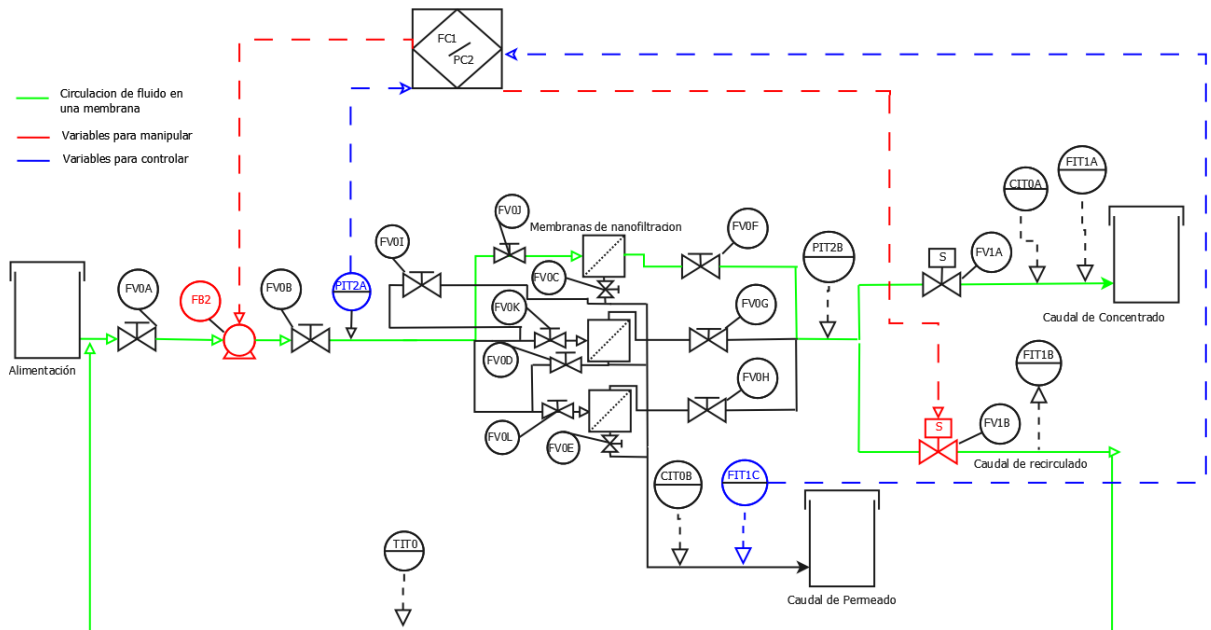 FC1
PC2
Circulacion de fluido en
una membrana
Variables para manipular
Variables para controlar
FIT1A
CIT0A
FV0J
Membranas de nanofiltracion
FV0F
FV0I
PIT2B
S
FV1A
FV0A
FB2
FV0B
PIT2A
FV0C
FV0K
FV0G
Caudal de Concentrado
Alimentación
FV0D
FIT1B
FV0H
FV0L
FV0E
S
FV1B
Caudal de recirculado
CIT0B
FIT1C
TIT0
Caudal de Permeado